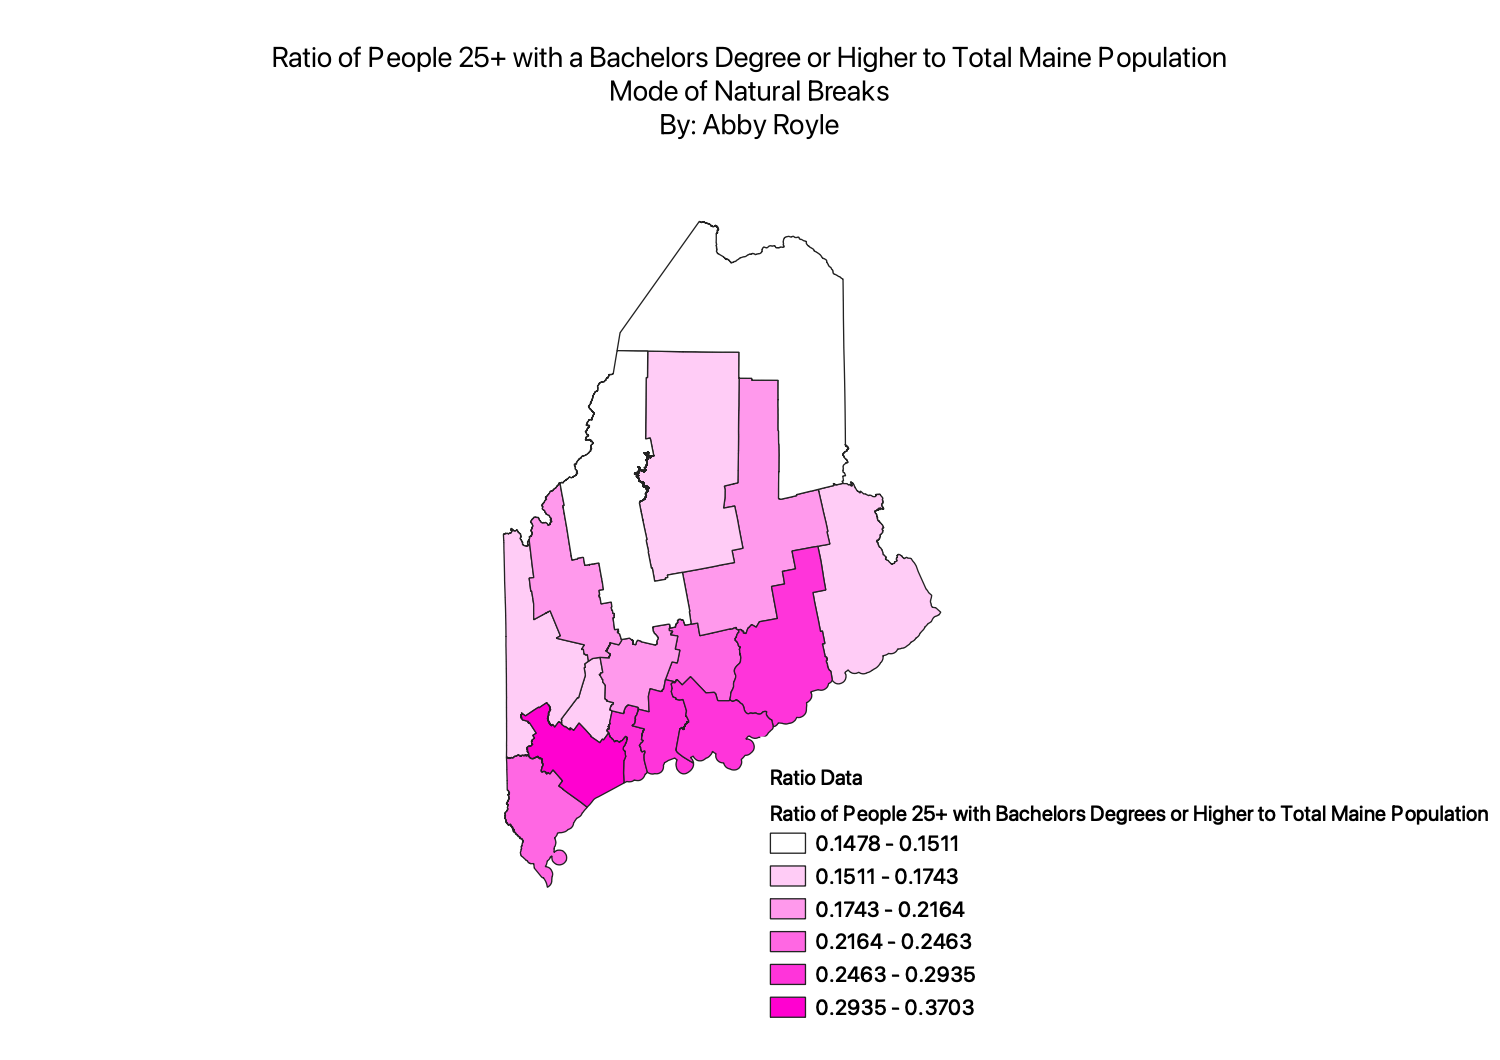 Ratio of People 25+ with a Bachelors Degree or Higher to Total Maine Population
Mode of Natural Breaks
By: Abby Royle
Ratio Data
Ratio of People 25+ with Bachelors Degrees or Higher to Total Maine Population
0.1478 - 0.1511
0.1511 - 0.1743
0.1743 - 0.2164
0.2164 - 0.2463
0.2463 - 0.2935
0.2935 - 0.3703